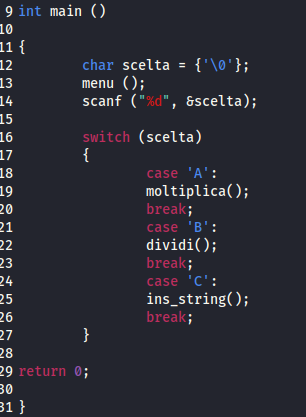 9 int main ()
10
11 {
12 char scelta = {'\0'};
13 menu ();
14 scanf ("%d", &scelta);
15
16 switch (scelta)
17 {
18 case 'A':
19 moltiplica();
20 break;
21 case 'B':
22 dividi();
23 break;
24 case 'C':
25 ins_string();
26 break;
27 }
28
29 return 0;
30
31 }